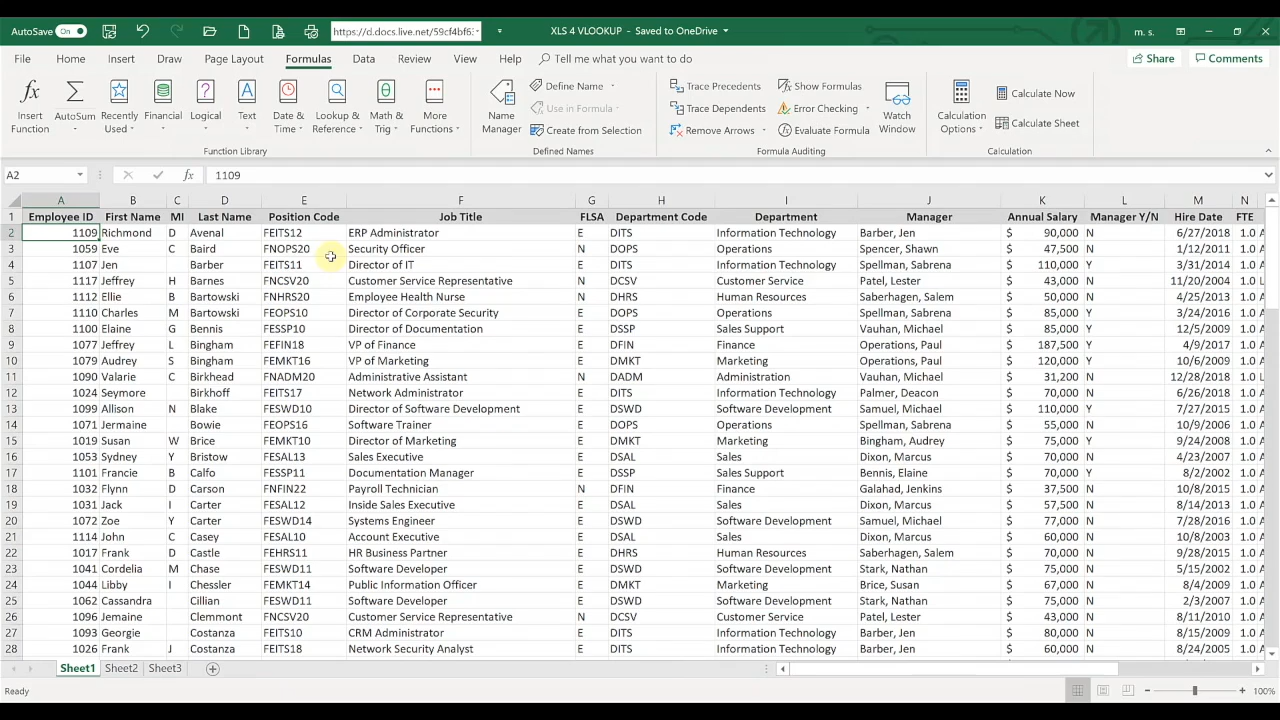 AutoSave On https://d.docs.live.net/59cf4bf6: XLS 4 VLOOKUP - Saved to OneDrive m. s.
File Home Insert Draw Page Layout Formulas Data Review View Help Tell me what you want to do Share Comments
Insert Function AutoSum Recently Used Financial Logical Text Date & Time Lookup & Reference Math & Trig More Functions Name Manager Define Name Use in Formula Create from Selection Trace Precedents Trace Dependents Remove Arrows Show Formulas Error Checking Evaluate Formula Watch Window Calculation Options Calculate Now Calculate Sheet
Function Library Defined Names Formula Auditing Calculation
A2 fx 1109
A B C D E F G H I J K L M N
1 Employee ID First Name MI Last Name Position Code Job Title FLSA Department Code Department Manager Annual Salary Manager Y/N Hire Date FTE
2 1109 Richmond D Avenal FEITS12 ERP Administrator E DITS Information Technology Barber, Jen $ 90,000 N 6/27/2018 1.0 A
3 1059 Eve C Baird FNOPS20 Security Officer N DOPS Operations Spencer, Shawn $ 47,500 N 1/12/2011 1.0 A
4 1107 Jen Barber FEITS11 Director of IT E DITS Information Technology Spellman, Sabrena $ 110,000 Y 3/31/2014 1.0 A
5 1117 Jeffrey H Barnes FNCSV20 Customer Service Representative N DCSV Customer Service Patel, Lester $ 43,000 N 11/20/2004 1.0 L
6 1112 Ellie B Bartowski FNHRS20 Employee Health Nurse N DHRS Human Resources Saberhagen, Salem $ 50,000 N 4/25/2013 1.0 A
7 1110 Charles M Bartowski FEOPS10 Director of Corporate Security E DOPS Operations Spellman, Sabrena $ 85,000 Y 3/24/2016 1.0 A
8 1100 Elaine G Bennis FESSP10 Director of Documentation E DSSP Sales Support Vauhan, Michael $ 85,000 Y 12/5/2009 1.0 A
9 1077 Jeffrey L Bingham FEFIN18 VP of Finance E DFIN Finance Operations, Paul $ 187,500 Y 4/9/2017 1.0 A
10 1079 Audrey S Bingham FEMKT16 VP of Marketing E DMKT Marketing Operations, Paul $ 120,000 Y 10/6/2009 1.0 A
11 1090 Valarie C Birkhead FNADM20 Administrative Assistant N DADM Administration Vauhan, Michael $ 31,200 N 12/28/2018 1.0 L
12 1024 Seymore Birkhoff FEITS17 Network Administrator E DITS Information Technology Palmer, Deacon $ 70,000 N 6/26/2018 1.0 A
13 1099 Allison N Blake FESWD10 Director of Software Development E DSWD Software Development Samuel, Michael $ 110,000 Y 7/27/2015 1.0 A
14 1071 Jermaine Bowie FEOPS16 Software Trainer E DOPS Operations Spellman, Sabrena $ 55,000 N 10/9/2006 1.0 A
15 1019 Susan W Brice FEMKT10 Director of Marketing E DMKT Marketing Bingham, Audrey $ 75,000 Y 9/24/2008 1.0 A
16 1053 Sydney Y Bristow FESAL13 Sales Executive E DSAL Sales Dixon, Marcus $ 70,000 N 4/23/2007 1.0 A
17 1101 Francie B Calfo FESSP11 Documentation Manager E DSSP Sales Support Bennis, Elaine $ 75,000 Y 8/2/2002 1.0 A
18 1032 Flynn D Carson FNFIN22 Payroll Technician N DFIN Finance Galahad, Jenkins $ 37,500 N 10/8/2015 1.0 A
19 1031 Jack I Carter FESAL12 Inside Sales Executive E DSAL Sales Dixon, Marcus $ 57,500 N 8/14/2013 1.0 A
20 1072 Zoe Y Carter FESWD14 Systems Engineer E DSWD Software Development Samuel, Michael $ 77,000 N 7/28/2016 1.0 A
21 1114 John C Casey FESAL10 Account Executive E DSAL Sales Dixon, Marcus $ 60,000 N 10/8/2003 1.0 A
22 1017 Frank D Castle FEHRS11 HR Business Partner E DHRS Human Resources Saberhagen, Salem $ 70,000 N 9/28/2015 1.0 A
23 1041 Cordelia M Chase FESWD11 Software Developer E DSWD Software Development Stark, Nathan $ 75,000 N 5/15/2002 1.0 A
24 1044 Libby I Chessler FEMKT14 Public Information Officer E DMKT Marketing Brice, Susan $ 67,000 N 8/4/2009 1.0 A
25 1062 Cassandra Cillian FESWD11 Software Developer E DSWD Software Development Stark, Nathan $ 75,000 N 2/3/2007 1.0 A
26 1096 Jemaine Clemmont FNCSV20 Customer Service Representative N DCSV Customer Service Patel, Lester $ 43,000 N 8/11/2010 1.0 A
27 1093 Georgie Costanza FEITS10 CRM Administrator E DITS Information Technology Barber, Jen $ 80,000 N 8/15/2009 1.0 A
28 1026 Frank J Costanza FEITS18 Network Security Analyst E DITS Information Technology Barber, Jen $ 60,000 N 8/24/2005 1.0 A
Sheet1 Sheet2 Sheet3
Ready 100%